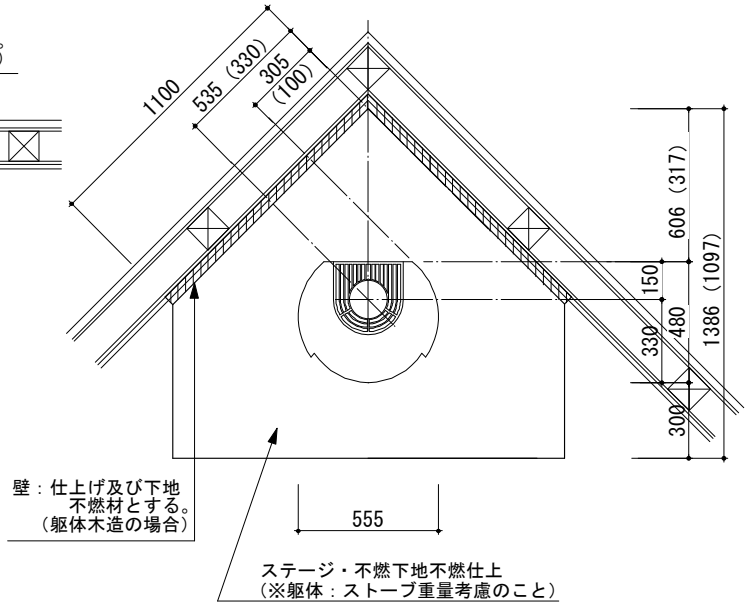 1100
535 (330)
305
(100)
606 (317)
150
480
330
1386 (1097)
300
壁：仕上げ及び下地
不燃材とする。
(躯体木造の場合)
555
ステージ・不燃下地不燃仕上
(※躯体：ストーブ重量考慮のこと)